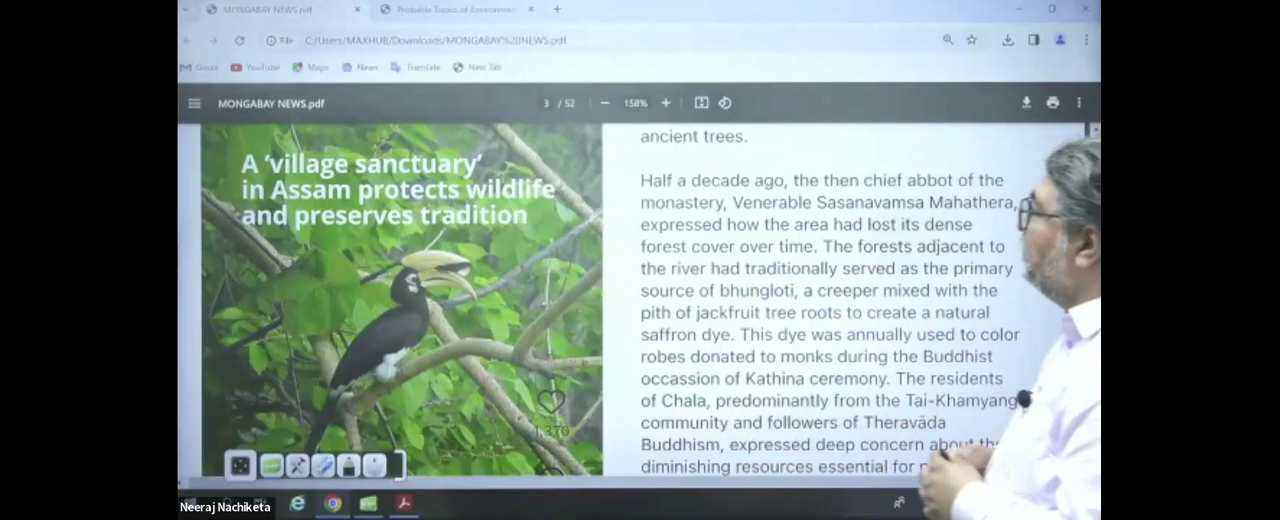 MONGABAY NEWS.pdf
Probable Topics of Environmen
File C:/Users/MAXHUB/Downloads/MONGABAY%20NEWS.pdf
Gmail YouTube Maps News Translate New Tab
MONGABAY NEWS.pdf 3 / 52 158%
A ‘village sanctuary’
in Assam protects wildlife
and preserves tradition
1,376
ancient trees.
Half a decade ago, the then chief abbot of the
monastery, Venerable Sasanavamsa Mahathera,
expressed how the area had lost its dense
forest cover over time. The forests adjacent to
the river had traditionally served as the primary
source of bhungloti, a creeper mixed with the
pith of jackfruit tree roots to create a natural
saffron dye. This dye was annually used to color
robes donated to monks during the Buddhist
occassion of Kathina ceremony. The residents
of Chala, predominantly from the Tai-Khamyang
community and followers of Theravāda
Buddhism, expressed deep concern about the
diminishing resources essential for
Neeraj Nachiketa